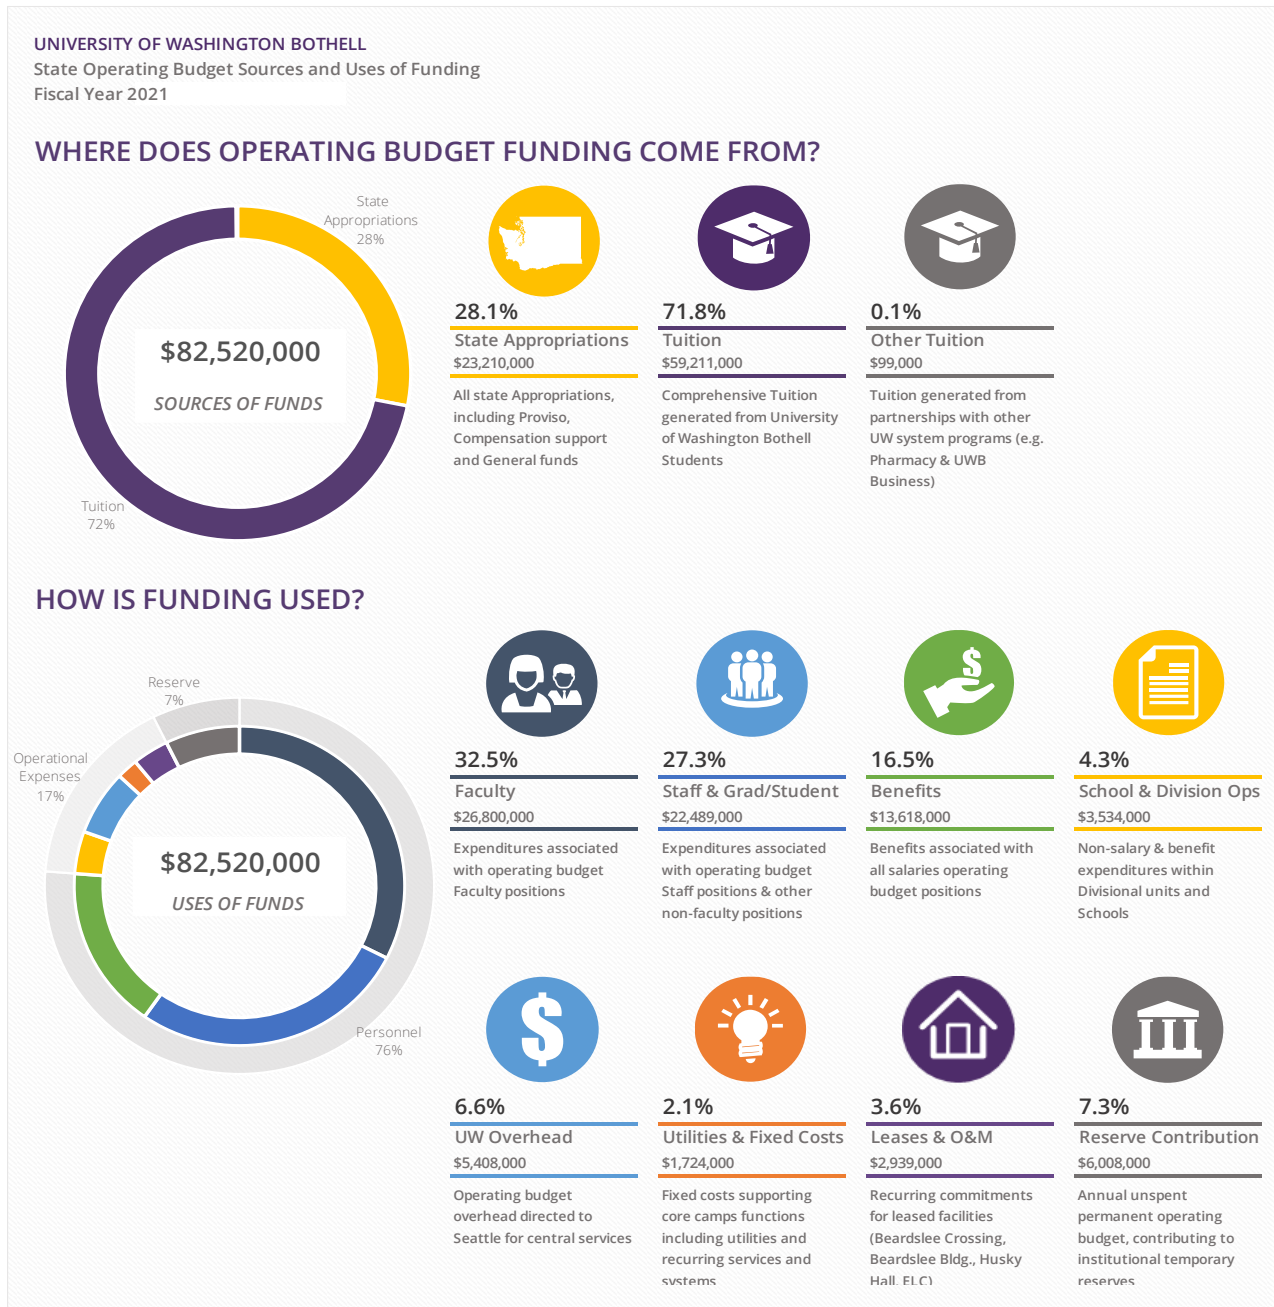 UNIVERSITY OF WASHINGTON BOTHELL
State Operating Budget Sources and Uses of Funding
Fiscal Year 2021
WHERE DOES OPERATING BUDGET FUNDING COME FROM?
State
Appropriations
28%
$82,520,000
SOURCES OF FUNDS
Tuition
72%
28.1%
State Appropriations
$23,210,000
All state Appropriations,
including Proviso,
Compensation support
and General funds
71.8%
Tuition
$59,211,000
Comprehensive Tuition
generated from University
of Washington Bothell
Students
0.1%
Other Tuition
$99,000
Tuition generated from
partnerships with other
UW system programs (e.g.
Pharmacy & UWB
Business)
HOW IS FUNDING USED?
Reserve
7%
Operational
Expenses
17%
$82,520,000
USES OF FUNDS
Personnel
76%
32.5%
Faculty
$26,800,000
Expenditures associated
with operating budget
Faculty positions
27.3%
Staff & Grad/Student
$22,489,000
Expenditures associated
with operating budget
Staff positions & other
non-faculty positions
$
16.5%
Benefits
$13,618,000
Benefits associated with
all salaries operating
budget positions
4.3%
School & Division Ops
$3,534,000
Non-salary & benefit
expenditures within
Divisional units and
Schools
$
6.6%
UW Overhead
$5,408,000
Operating budget
overhead directed to
Seattle for central services
2.1%
Utilities & Fixed Costs
$1,724,000
Fixed costs supporting
core camps functions
including utilities and
recurring services and
systems
3.6%
Leases & O&M
$2,939,000
Recurring commitments
for leased facilities
(Beardslee Crossing,
Beardslee Bldg., Husky
Hall, ELC)
7.3%
Reserve Contribution
$6,008,000
Annual unspent
permanent operating
budget, contributing to
institutional temporary
reserves